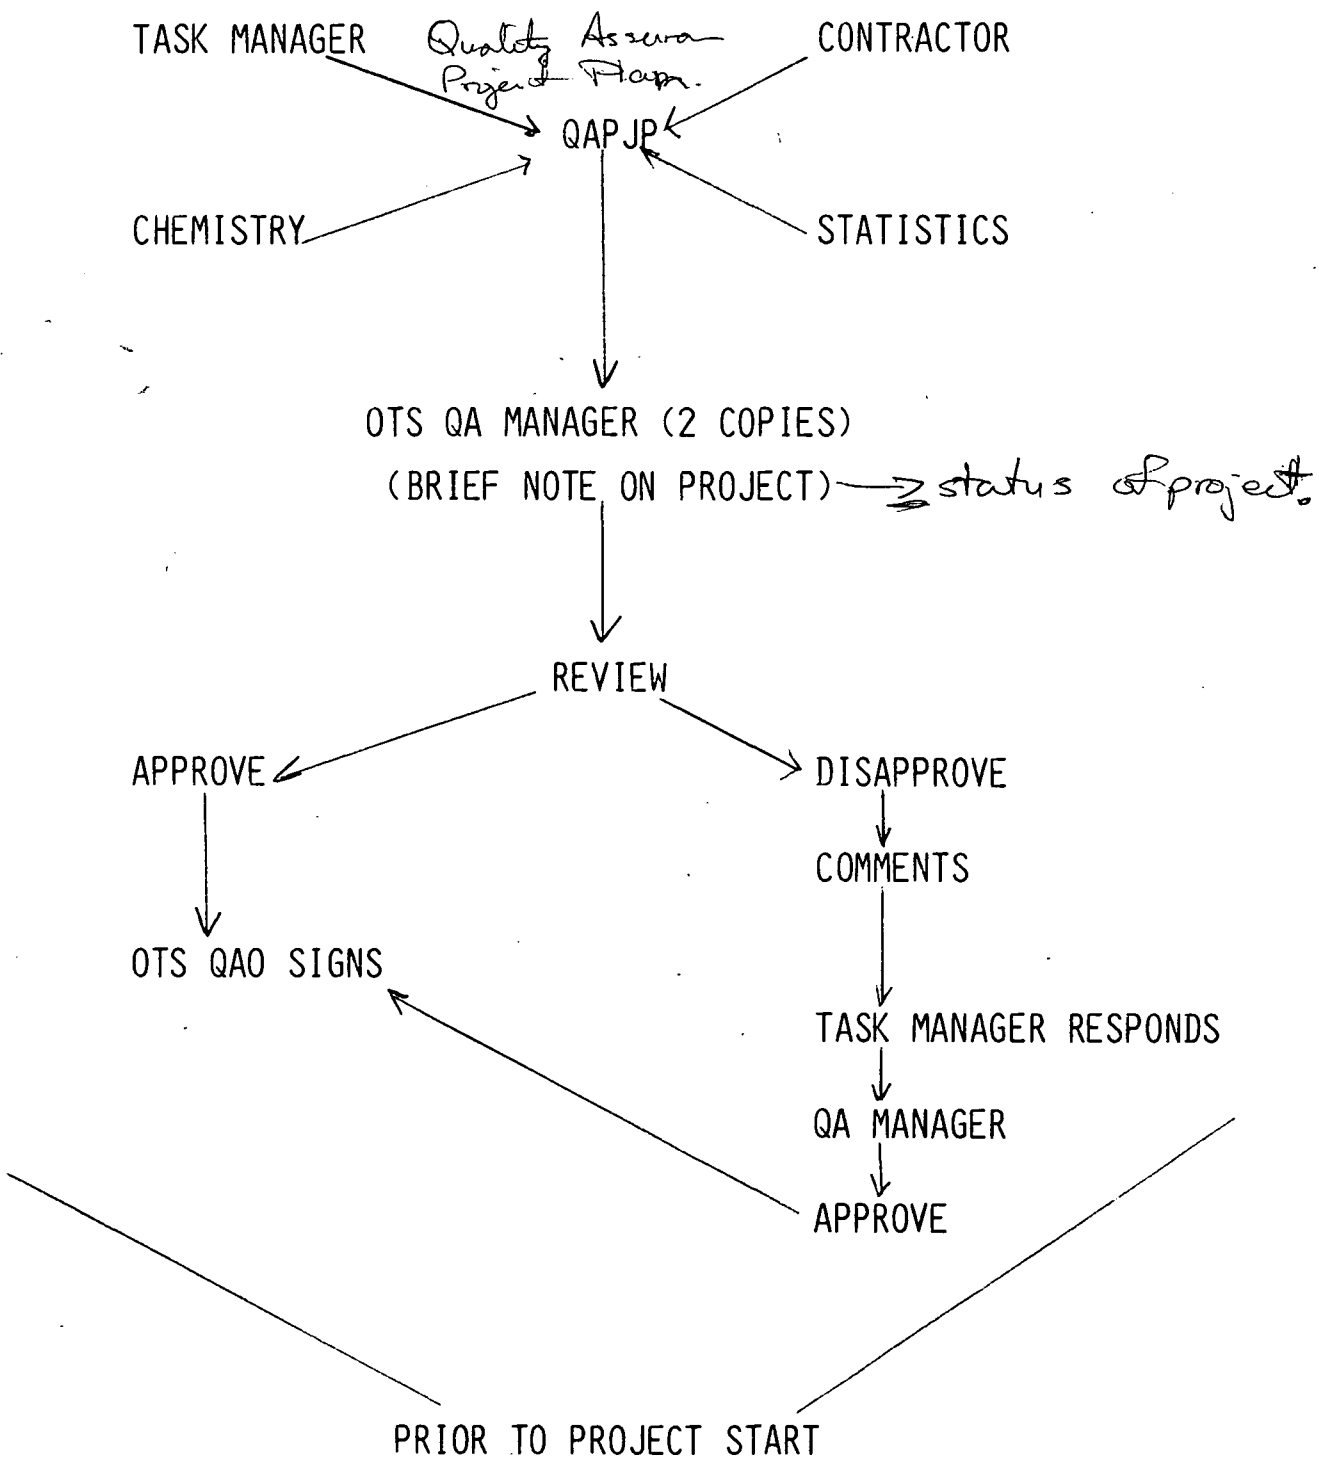 TASK MANAGER
Quality Assuran
Project Plan.
CONTRACTOR
QAPJP
CHEMISTRY
STATISTICS
OTS QA MANAGER (2 COPIES)
(BRIEF NOTE ON PROJECT) status of project.
REVIEW
APPROVE
DISAPPROVE
COMMENTS
OTS QAO SIGNS
TASK MANAGER RESPONDS
QA MANAGER
APPROVE
PRIOR TO PROJECT START